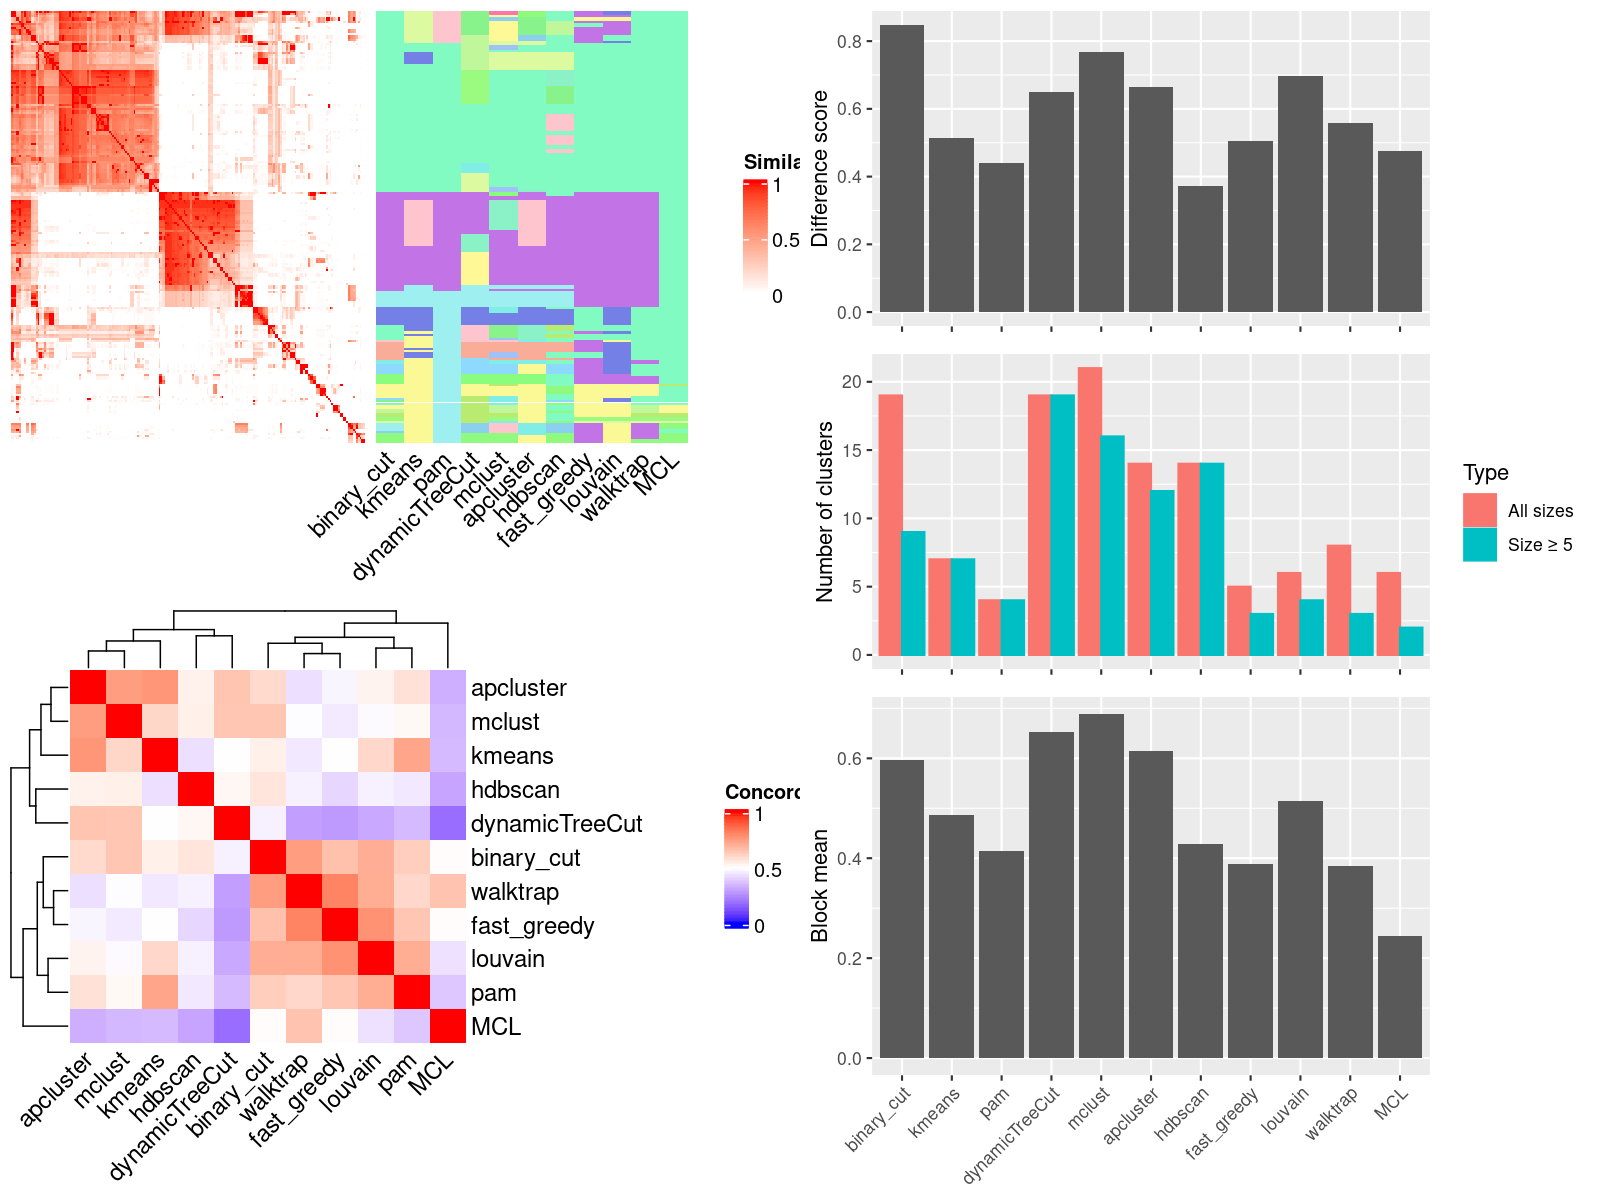 Simila
1
0.5
0
binary_cut
kmeans
pam
dynamicTreeCut
mclust
apcluster
hdbscan
fast_greedy
louvain
walktrap
MCL
apcluster
mclust
kmeans
hdbscan
dynamicTreeCut
binary_cut
walktrap
fast_greedy
louvain
pam
MCL
apcluster
mclust
kmeans
hdbscan
dynamicTreeCut
binary_cut
walktrap
fast_greedy
louvain
pam
MCL
Concord
1
0.5
0
Difference score
0.8
0.6
0.4
0.2
0.0
Number of clusters
20
15
10
5
0
Type
All sizes
Size ≥ 5
Block mean
0.6
0.4
0.2
0.0
binary_cut
kmeans
pam
dynamicTreeCut
mclust
apcluster
hdbscan
fast_greedy
louvain
walktrap
MCL